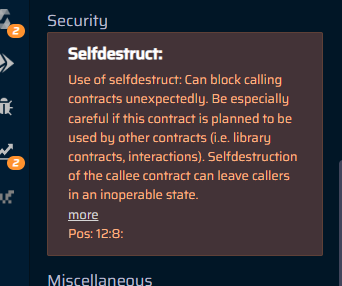 Security
2
Selfdestruct:
Use of selfdestruct: Can block calling
contracts unexpectedly. Be especially
careful if this contract is planned to be
used by other contracts (i.e. library
contracts, interactions). Selfdestruction
of the callee contract can leave callers
in an inoperable state.
2
more
Pos: 12:8:
Miscellaneous